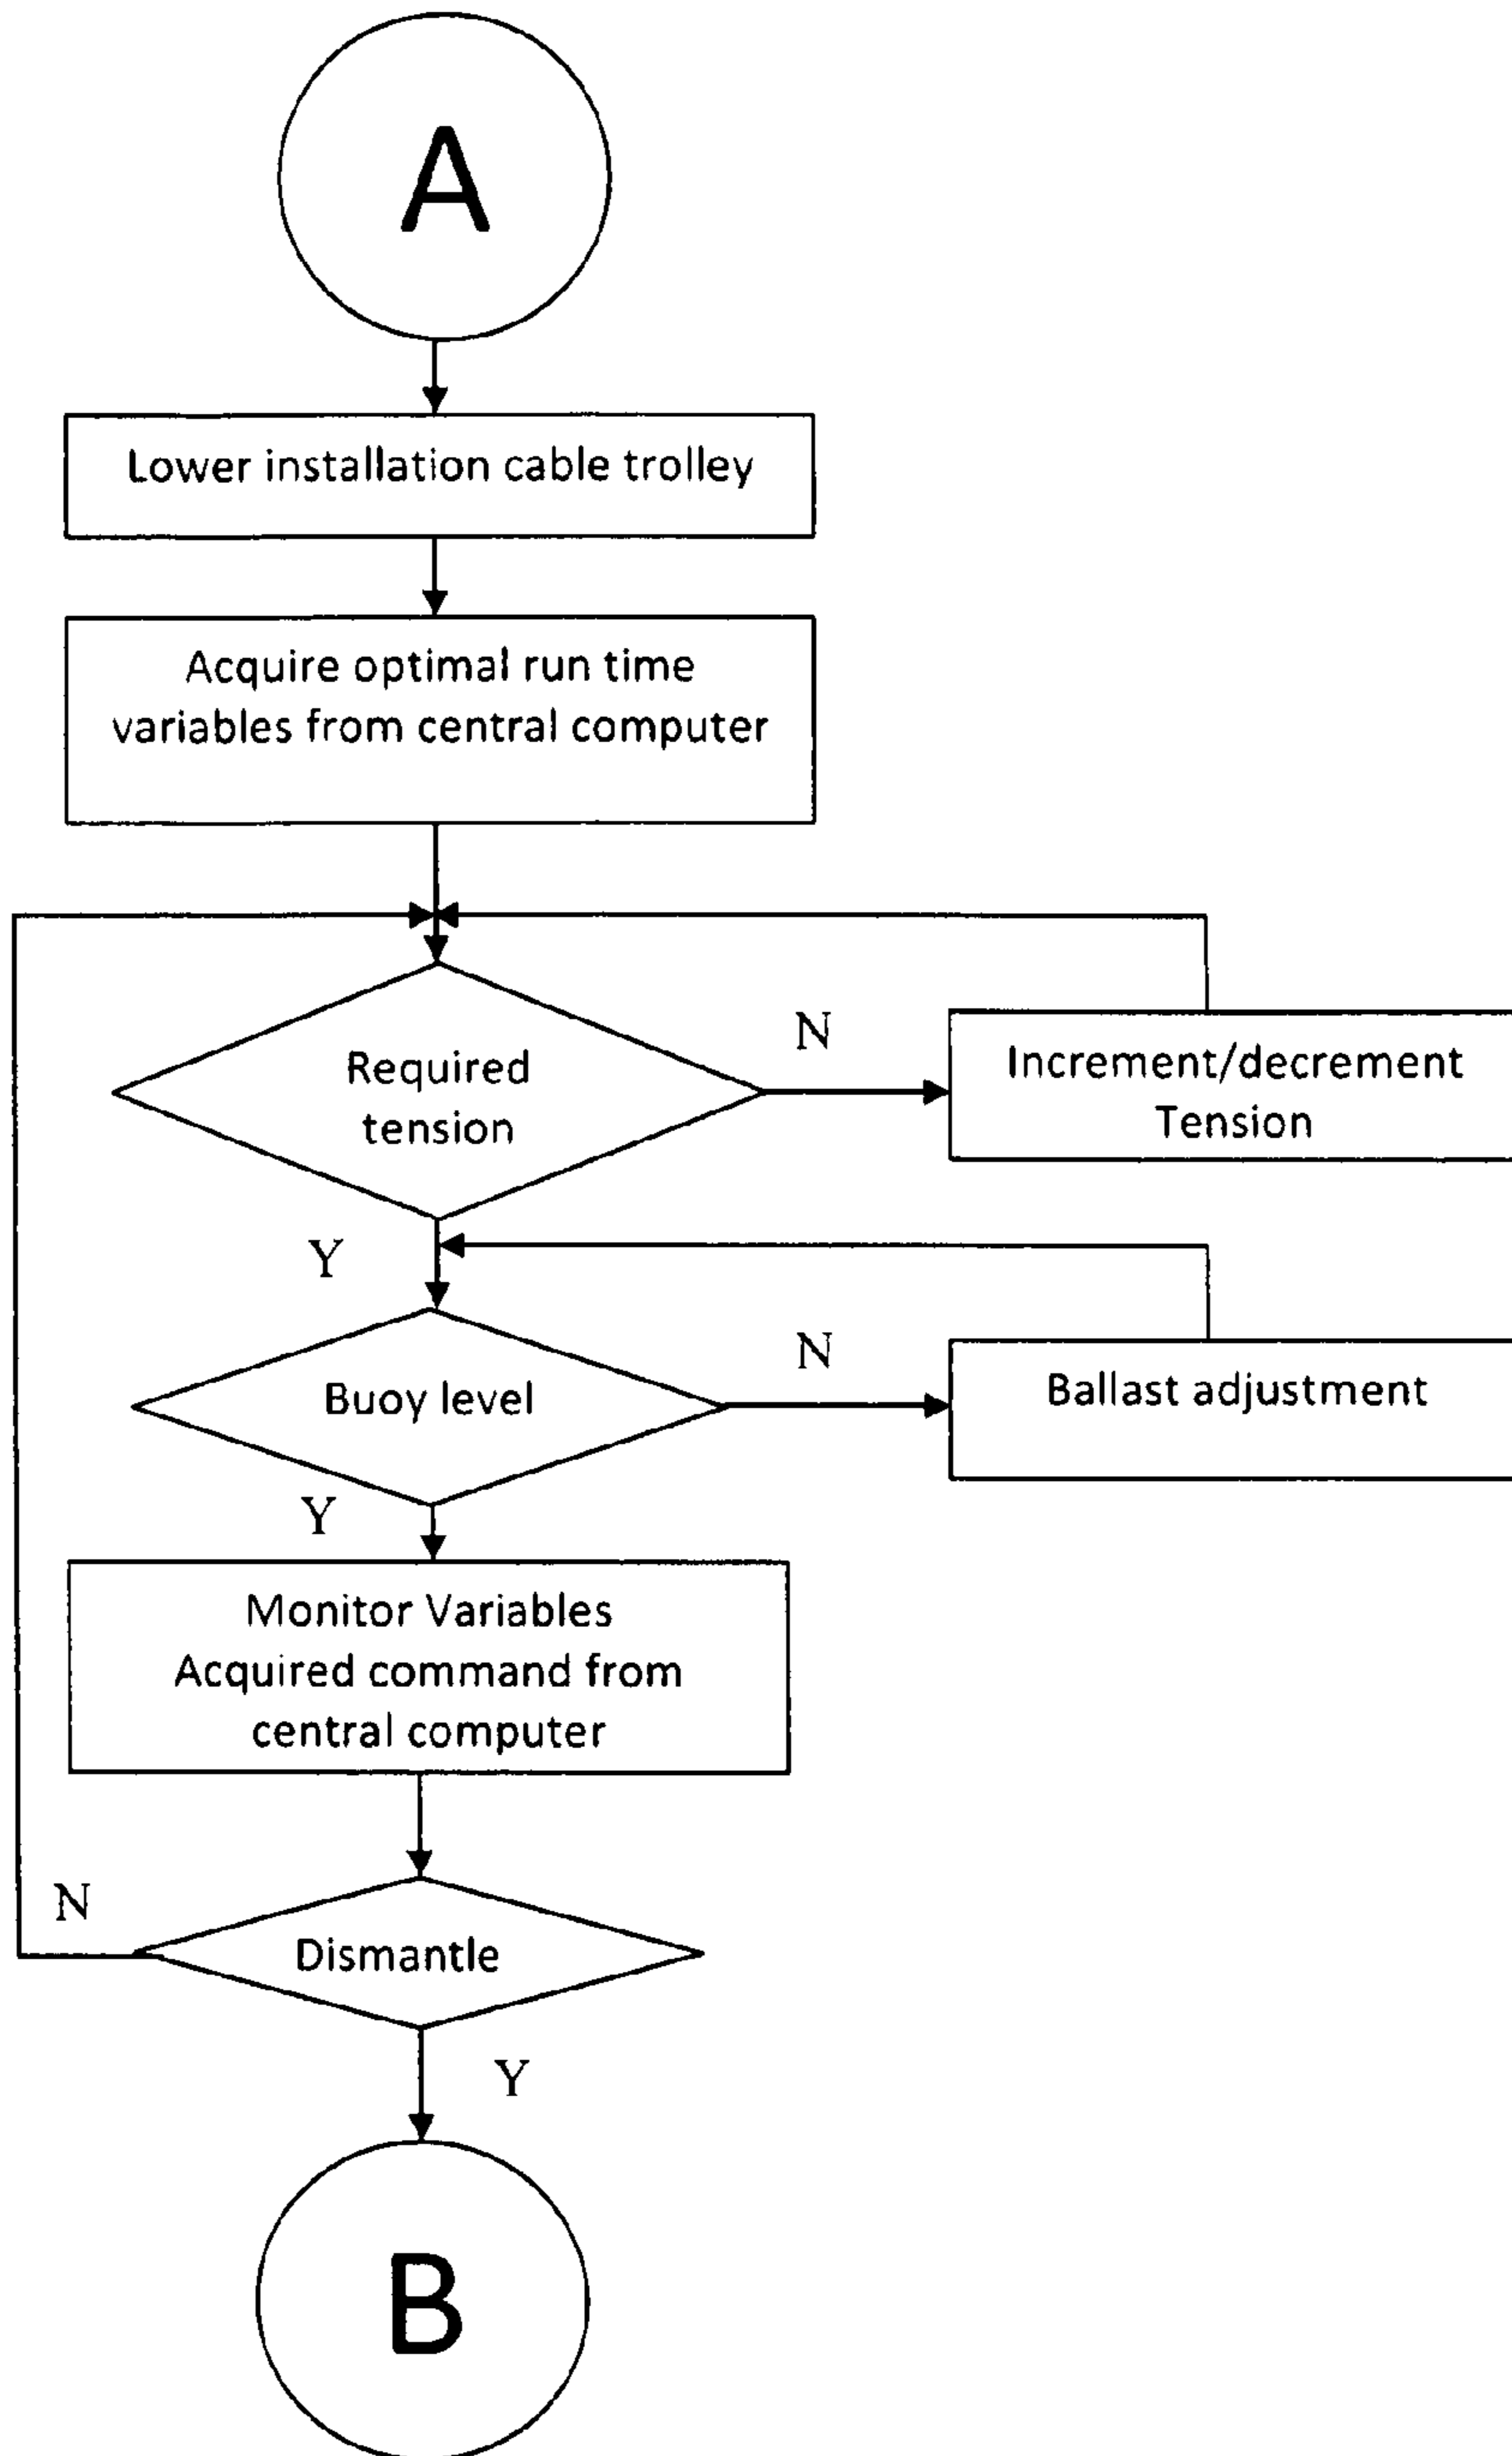 A
Lower installation cable trolley
Acquire optimal run time
variables from central computer
Required
tension
N
Increment/decrement
Tension
Y
Buoy level
N
Ballast adjustment
Y
Monitor Variables
Acquired command from
central computer
N
Dismantle
Y
B